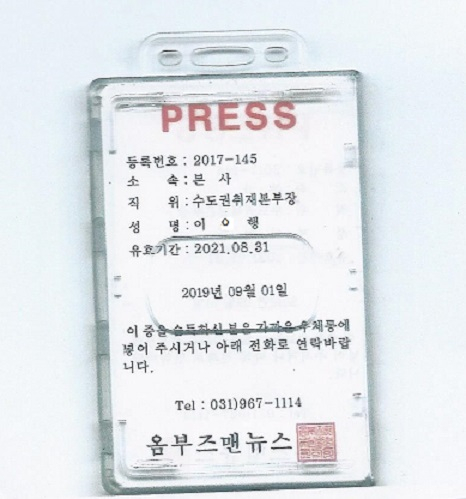 PRESS
등록번호 : 2017-145
소 속 : 본 사
직 위 : 수도권취재본부장
성 명 : 이 오 행
유효기간 : 2021.08.31
2019년 09월 01일
이 증을 습득하신 분은 가까운 우체통에
넣어 주시거나 아래 전화로 연락바랍
니다.
Tel : 031)967-1114
옴부즈맨뉴스